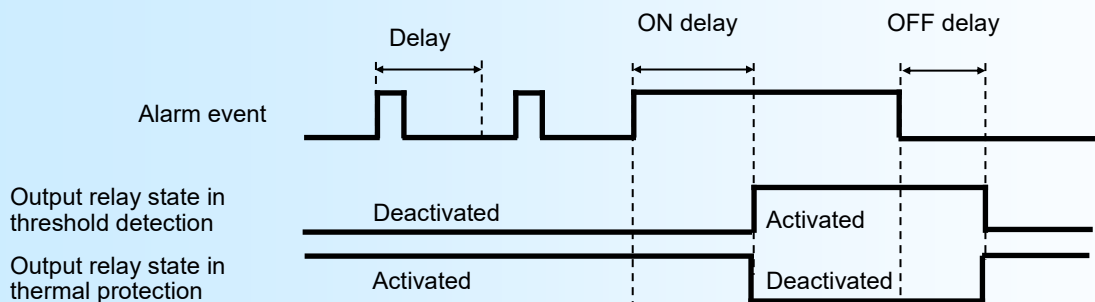 Delay
ON delay
OFF delay
Alarm event
Output relay state in
threshold detection
Deactivated
Activated
Output relay state in
thermal protection
Activated
Deactivated